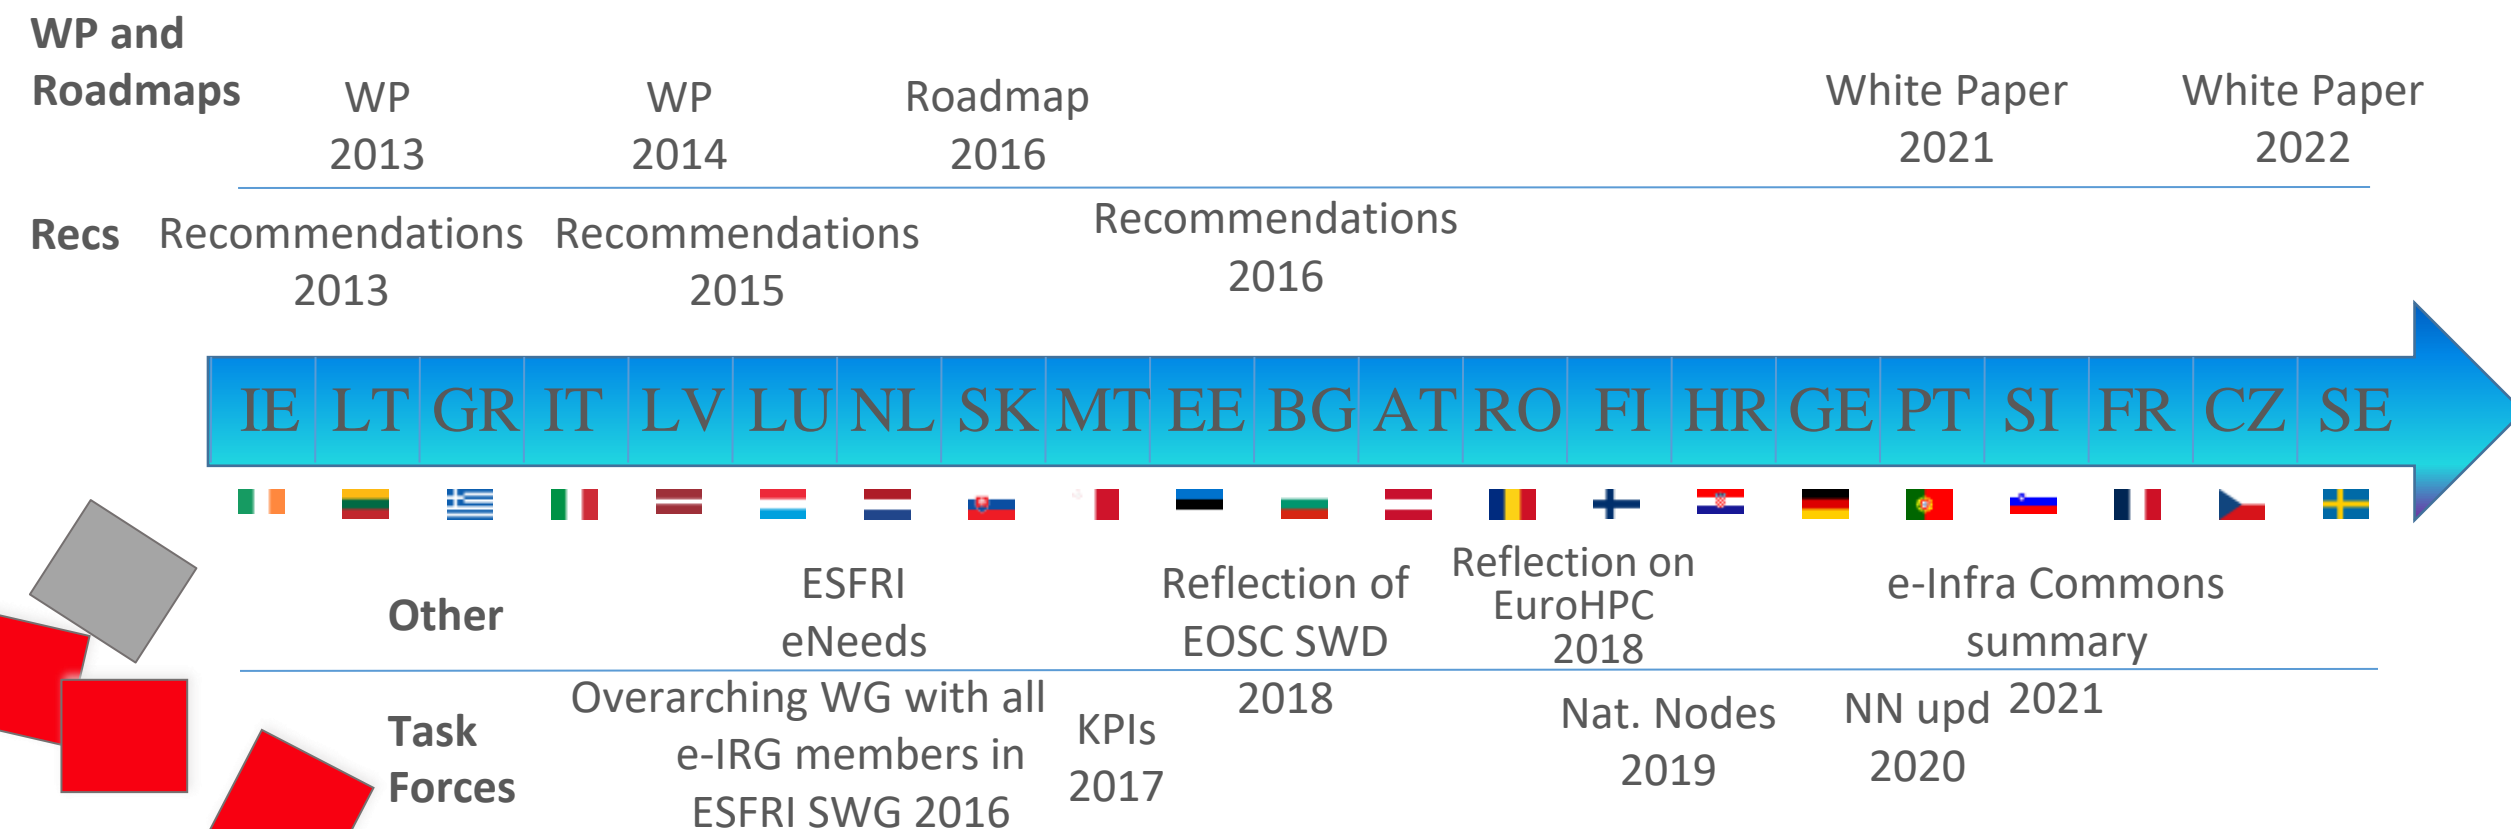 WP and
Roadmaps
WP
2013
WP
2014
Roadmap
2016
White Paper
2021
White Paper
2022
Recs
Recommendations
2013
Recommendations
2015
Recommendations
2016
IE LT GR IT LV LU NL SK MT EE BG AT RO FI HR GE PT SI FR CZ SE
Other
ESFRI
eNeeds
Reflection of
EOSC SWD
2018
Reflection on
EuroHPC
2018
e-Infra Commons
summary
2021
Task
Forces
Overarching WG with all
e-IRG members in
ESFRI SWG 2016
KPIs
2017
Nat. Nodes
2019
NN upd
2020